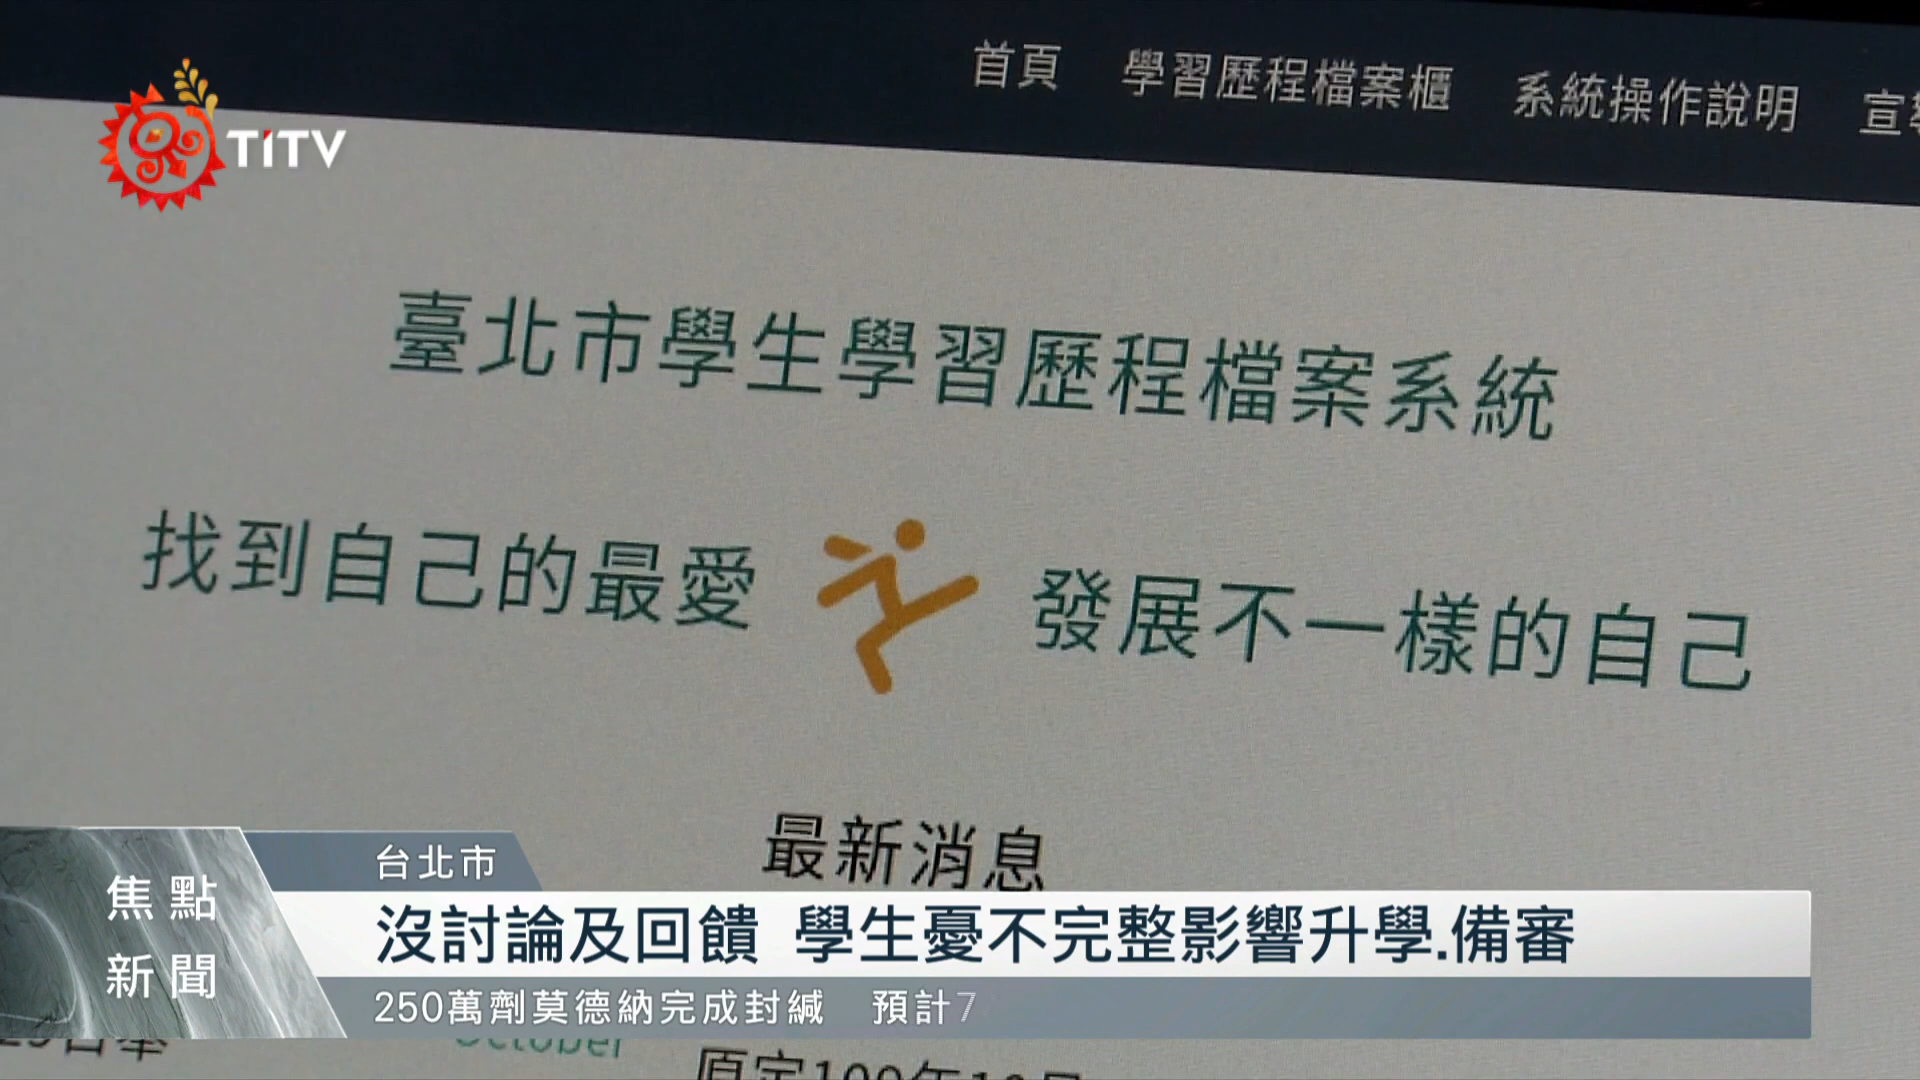 首頁 學習歷程檔案櫃 系統操作說明 宣
TiTV
臺北市學生學習歷程檔案系統
找到自己的最愛 發展不一樣的自己
最新消息
台北市
焦點
新聞
沒討論及回饋 學生憂不完整影響升學.備審
250萬劑莫德納完成封緘 預計7
October